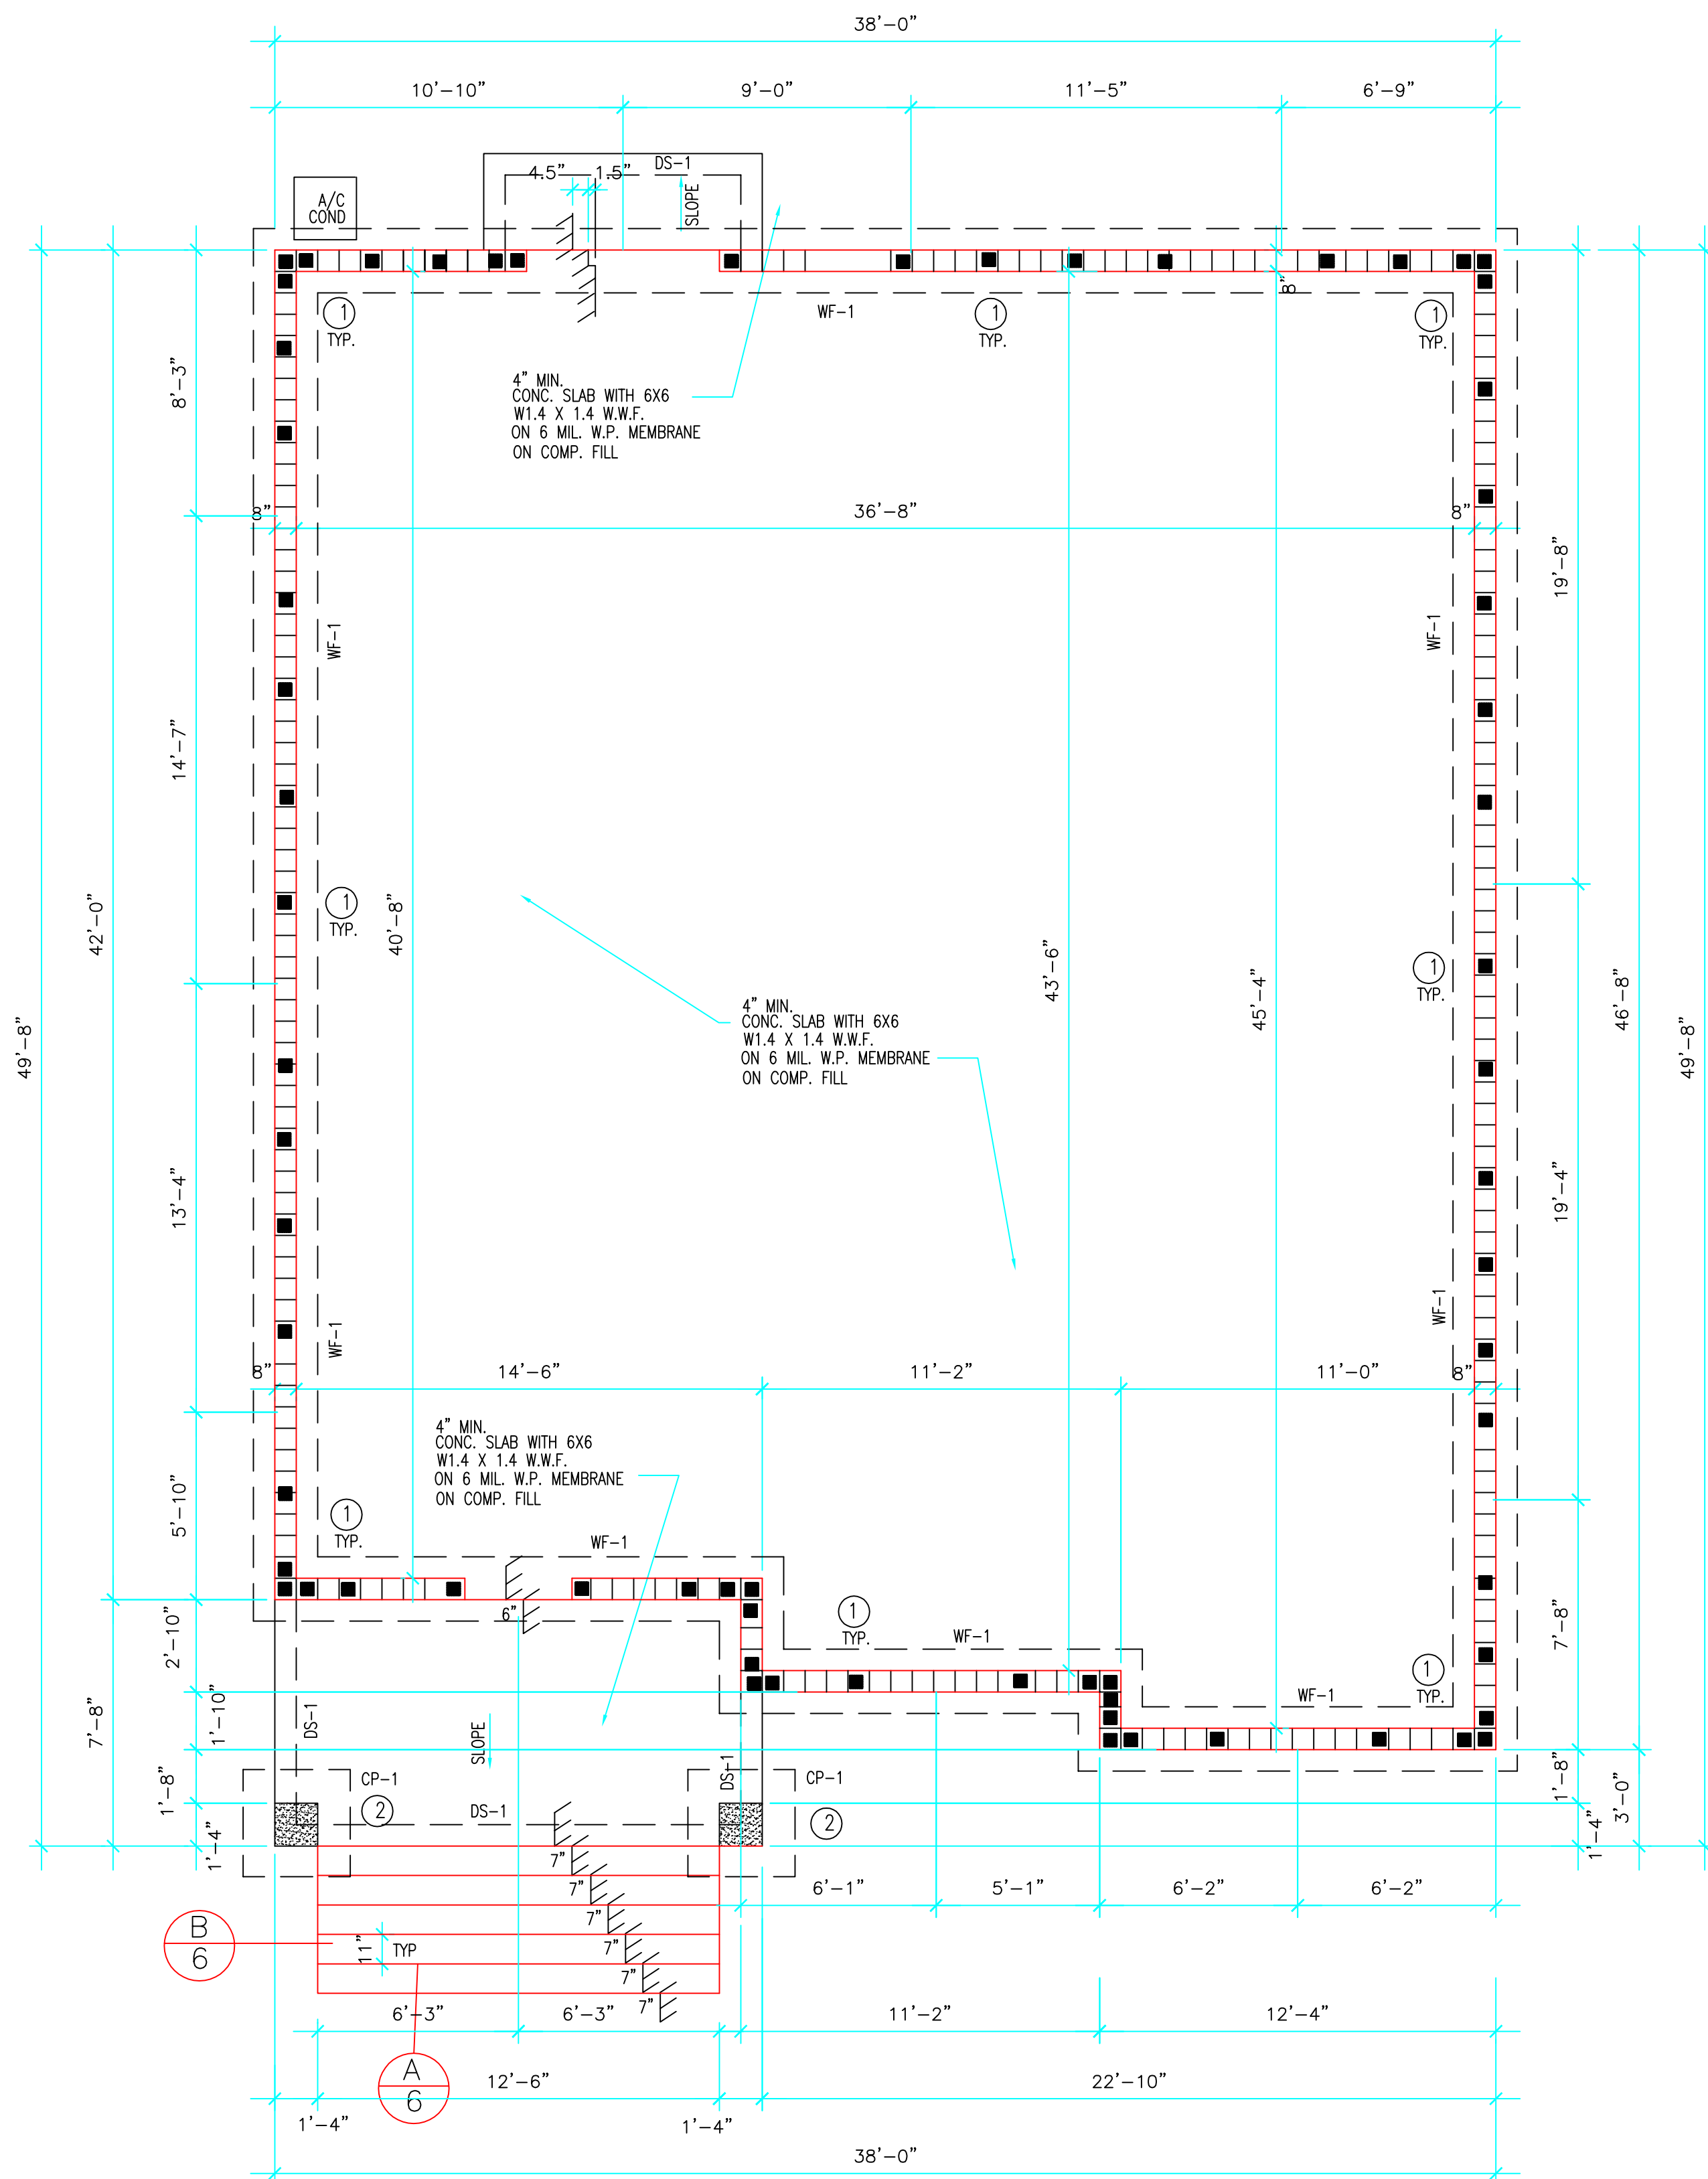 38'-0"
10'-10"
9'-0"
11'-5"
6'-9"
A/C
COND
4.5"
1.5"
DS-1
SLOPE
8"
1
TYP.
WF-1
1
TYP.
1
TYP.
8'-3"
4" MIN.
CONC. SLAB WITH 6X6
W1.4 X 1.4 W.W.F.
ON 6 MIL. W.P. MEMBRANE
ON COMP. FILL
8"
36'-8"
8"
19'-8"
WF-1
WF-1
14'-7"
42'-0"
40'-8"
1
TYP.
43'-6"
45'-4"
1
TYP.
46'-8"
49'-8"
49'-8"
4" MIN.
CONC. SLAB WITH 6X6
W1.4 X 1.4 W.W.F.
ON 6 MIL. W.P. MEMBRANE
ON COMP. FILL
13'-4"
19'-4"
WF-1
WF-1
8"
14'-6"
11'-2"
11'-0"
8"
4" MIN.
CONC. SLAB WITH 6X6
W1.4 X 1.4 W.W.F.
ON 6 MIL. W.P. MEMBRANE
ON COMP. FILL
5'-10"
1
TYP.
WF-1
6"
1
TYP.
WF-1
2'-10"
7'-8"
1
TYP.
WF-1
7'-8"
1'-10"
DS-1
SLOPE
DS-1
CP-1
CP-1
1'-8"
1'-8"
3'-0"
2
DS-1
2
1'-4"
1'-4"
7"
7"
7"
7"
7"
7"
6'-1"
5'-1"
6'-2"
6'-2"
B
6
11"
TYP
6'-3"
6'-3"
11'-2"
12'-4"
A
6
12'-6"
22'-10"
1'-4"
1'-4"
38'-0"